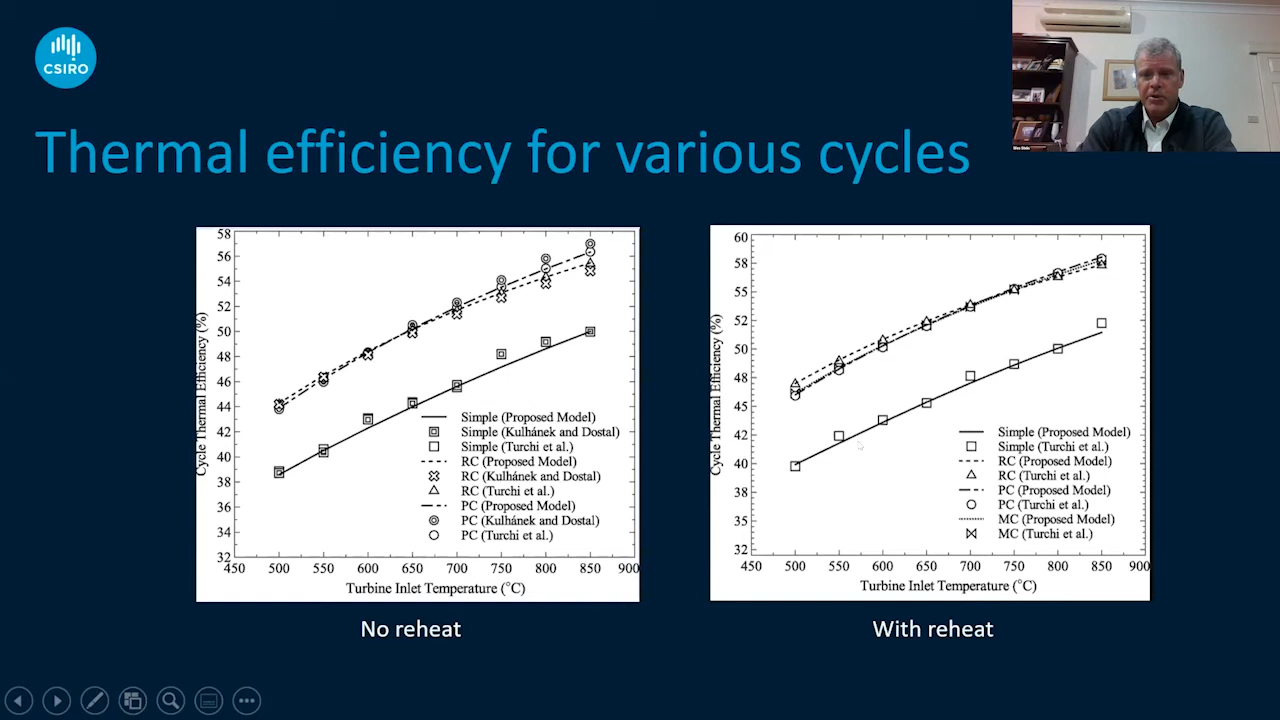 CSIRO
Thermal efficiency for various cycles
Cycle Thermal Efficiency (%)
58
56
54
52
50
48
46
44
42
40
38
36
34
32
Simple (Proposed Model)
Simple (Kulhánek and Dostal)
Simple (Turchi et al.)
RC (Proposed Model)
RC (Kulhánek and Dostal)
RC (Turchi et al.)
PC (Proposed Model)
PC (Kulhánek and Dostal)
PC (Turchi et al.)
450 500 550 600 650 700 750 800 850 900
Turbine Inlet Temperature (°C)
No reheat
Cycle Thermal Efficiency (%)
60
58
55
52
50
48
45
42
40
38
35
32
Simple (Proposed Model)
Simple (Turchi et al.)
RC (Proposed Model)
RC (Turchi et al.)
PC (Proposed Model)
PC (Turchi et al.)
MC (Proposed Model)
MC (Turchi et al.)
450 500 550 600 650 700 750 800 850 900
Turbine Inlet Temperature (°C)
With reheat